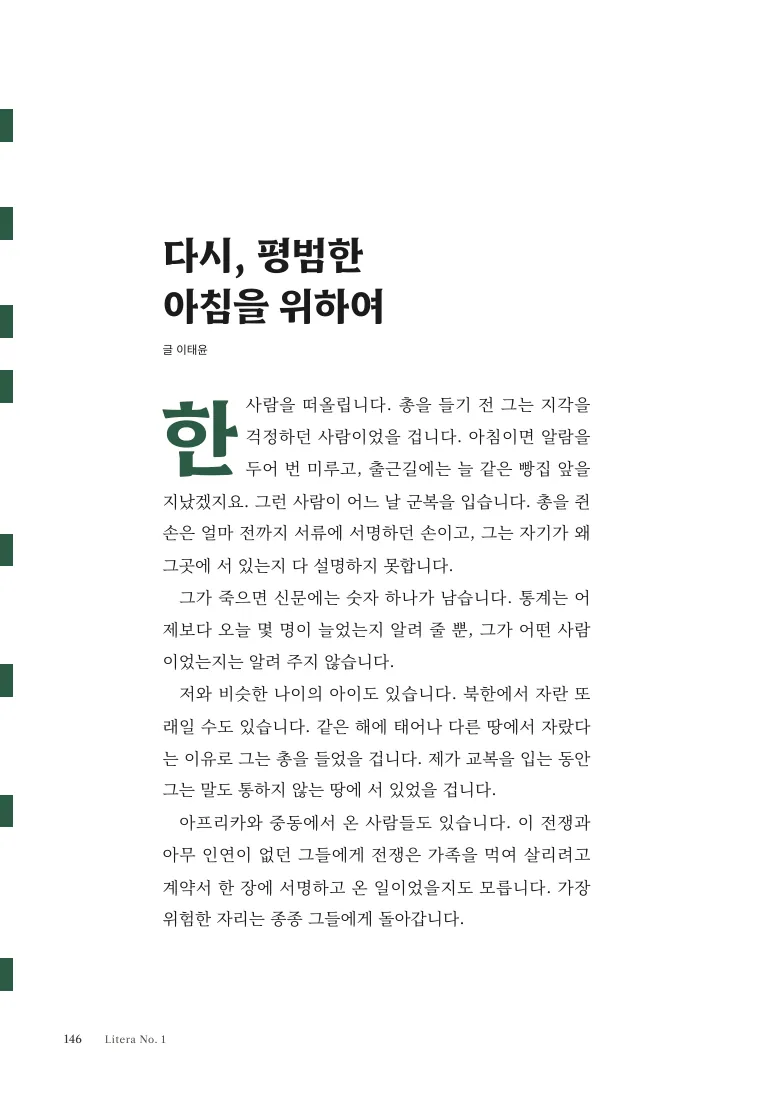 다시, 평범한
아침을 위하여
글 이태윤
한 사람을 떠올립니다. 총을 들기 전 그는 지각을
걱정하던 사람이었을 겁니다. 아침이면 알람을
두어 번 미루고, 출근길에는 늘 같은 빵집 앞을
지났겠지요. 그런 사람이 어느 날 군복을 입습니다. 총을 쥔
손은 얼마 전까지 서류에 서명하던 손이고, 그는 자기가 왜
그곳에 서 있는지 다 설명하지 못합니다.
그가 죽으면 신문에는 숫자 하나가 남습니다. 통계는 어
제보다 오늘 몇 명이 늘었는지 알려 줄 뿐, 그가 어떤 사람
이었는지는 알려 주지 않습니다.
저와 비슷한 나이의 아이도 있습니다. 북한에서 자란 또
래일 수도 있습니다. 같은 해에 태어나 다른 땅에서 자랐다
는 이유로 그는 총을 들었을 겁니다. 제가 교복을 입는 동안
그는 말도 통하지 않는 땅에 서 있었을 겁니다.
아프리카와 중동에서 온 사람들도 있습니다. 이 전쟁과
아무 인연이 없던 그들에게 전쟁은 가족을 먹여 살리려고
계약서 한 장에 서명하고 온 일이었을지도 모릅니다. 가장
위험한 자리는 종종 그들에게 돌아갑니다.
146 Litera No. 1